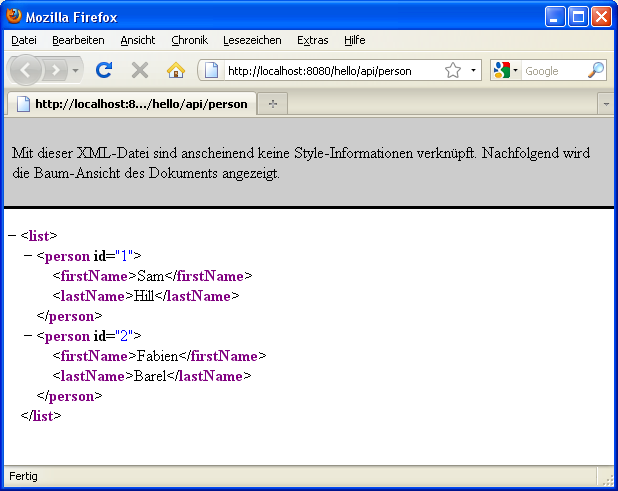 Mozilla Firefox
Datei Bearbeiten Ansicht Chronik Lesezeichen Extras Hilfe
http://localhost:8080/hello/api/person Google
http://localhost:8.../hello/api/person
Mit dieser XML-Datei sind anscheinend keine Style-Informationen verknüpft. Nachfolgend wird
die Baum-Ansicht des Dokuments angezeigt.
− <list>
− <person id="1">
<firstName>Sam</firstName>
<lastName>Hill</lastName>
</person>
− <person id="2">
<firstName>Fabien</firstName>
<lastName>Barel</lastName>
</person>
</list>
Fertig